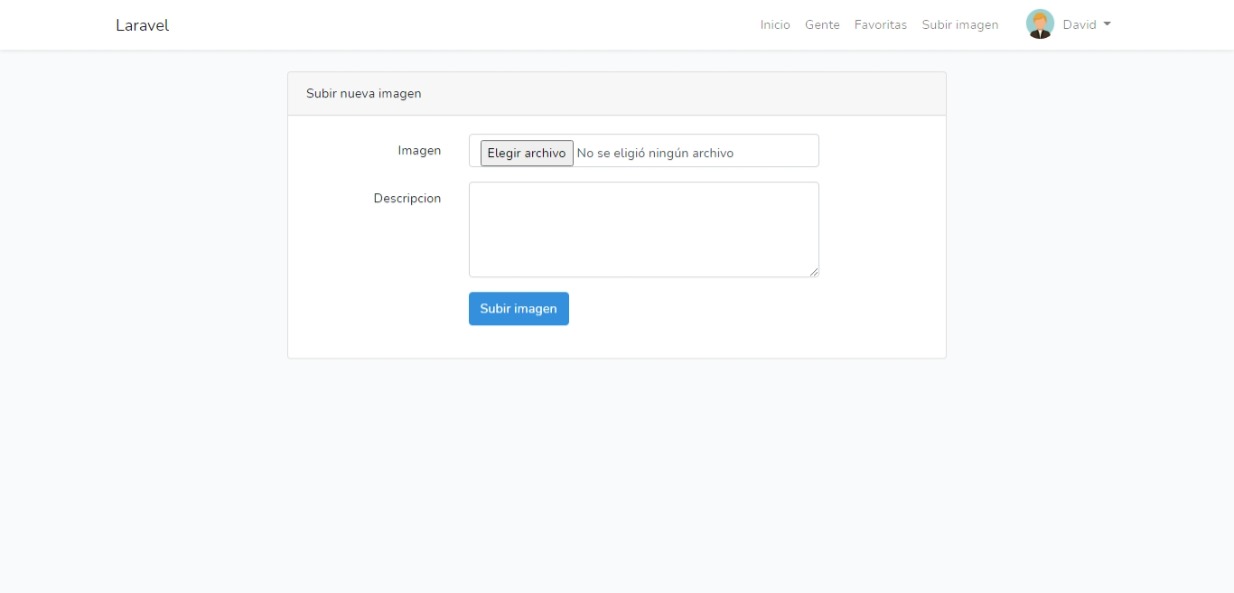 Laravel
Inicio Gente Favoritas Subir imagen David
Subir nueva imagen
Imagen Elegir archivo No se eligió ningún archivo
Descripcion
Subir imagen